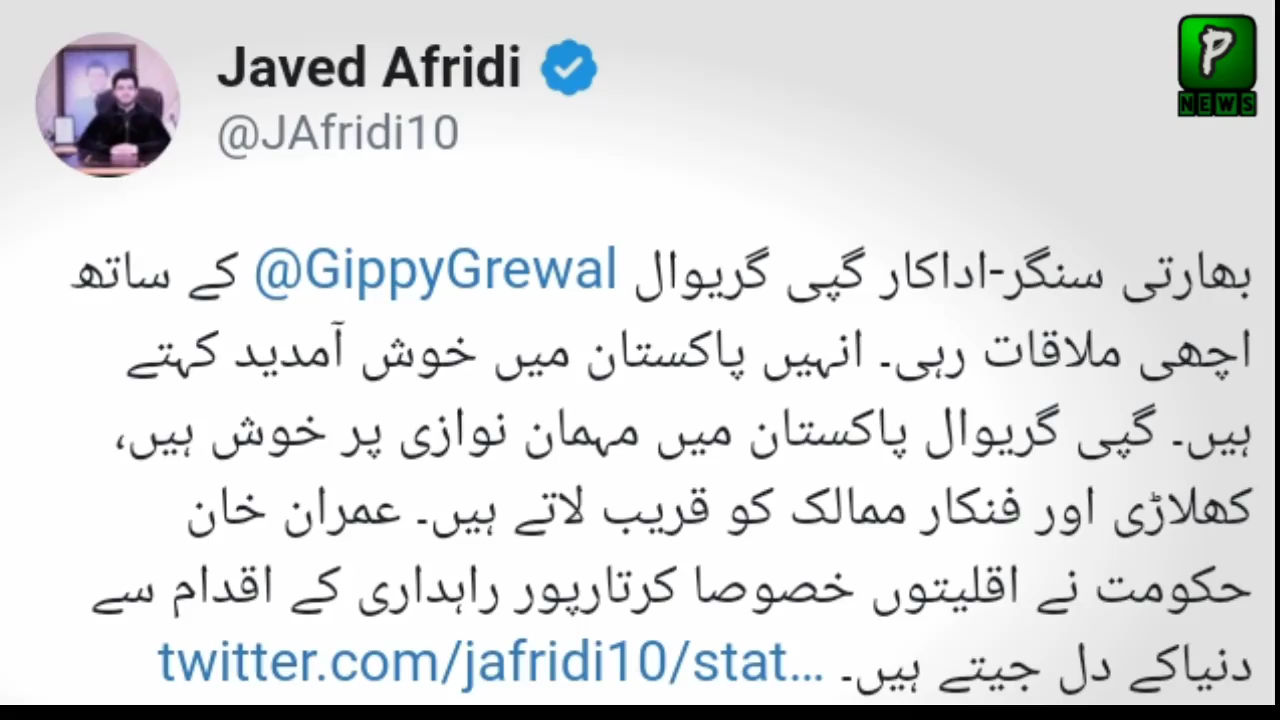 Javed Afridi
@JAfridi10
P
NEWS
بھارتی سنگر-اداکار گپی گریوال @GippyGrewal کے ساتھ
اچھی ملاقات رہی۔ انہیں پاکستان میں خوش آمدید کہتے
ہیں۔ گپی گریوال پاکستان میں مہمان نوازی پر خوش ہیں،
کھلاڑی اور فنکار ممالک کو قریب لاتے ہیں۔ عمران خان
حکومت نے اقلیتوں خصوصا کرتارپور راہداری کے اقدام سے
دنیاکے دل جیتے ہیں۔ twitter.com/jafridi10/stat…